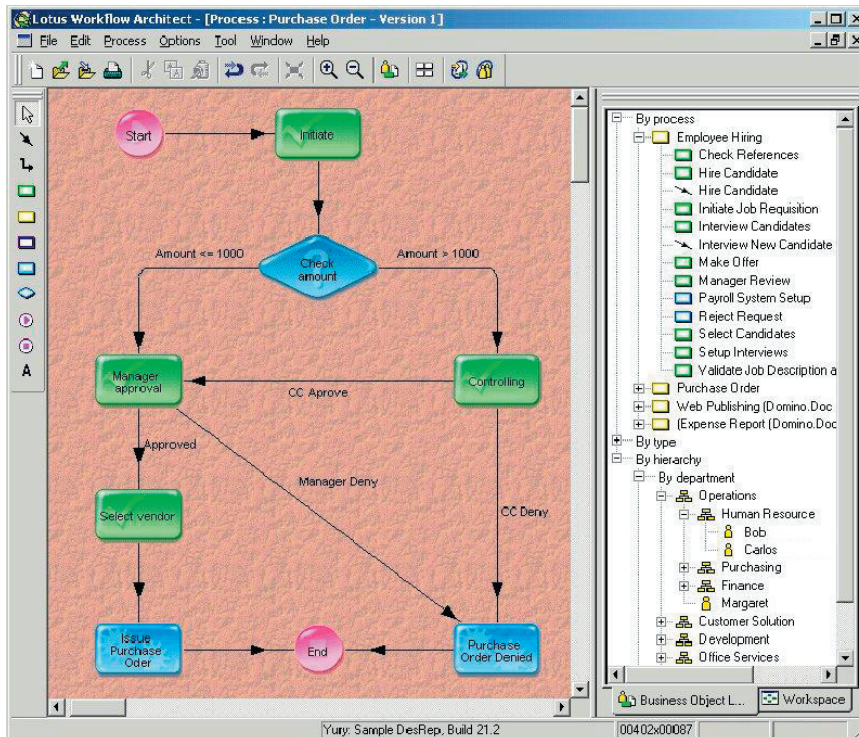 Lotus Workflow Architect - [Process : Purchase Order - Version 1]
File Edit Process Options Tool Window Help
A
Start
Initiate
Amount <= 1000
Check
amount
Amount > 1000
Manager
approval
CC Aprove
Controlling
Approved
Manager Deny
Select vendor
CC Deny
Issue
Purchase
Oder
End
Purchase
Order Denied
By process
Employee Hiring
Check References
Hire Candidate
Hire Candidate
Initiate Job Requisition
Interview Candidates
Interview New Candidate
Make Offer
Manager Review
Payroll System Setup
Reject Request
Select Candidates
Setup Interviews
Validate Job Description a
Purchase Order
Web Publishing (Domino.Doc
(Expense Report (Domino.Doc
By type
By hierarchy
By department
Operations
Human Resource
Bob
Carlos
Purchasing
Finance
Margaret
Customer Solution
Development
Office Services
Business Object L... Workspace
Yury: Sample DesRep, Build 21.2 00402x00087